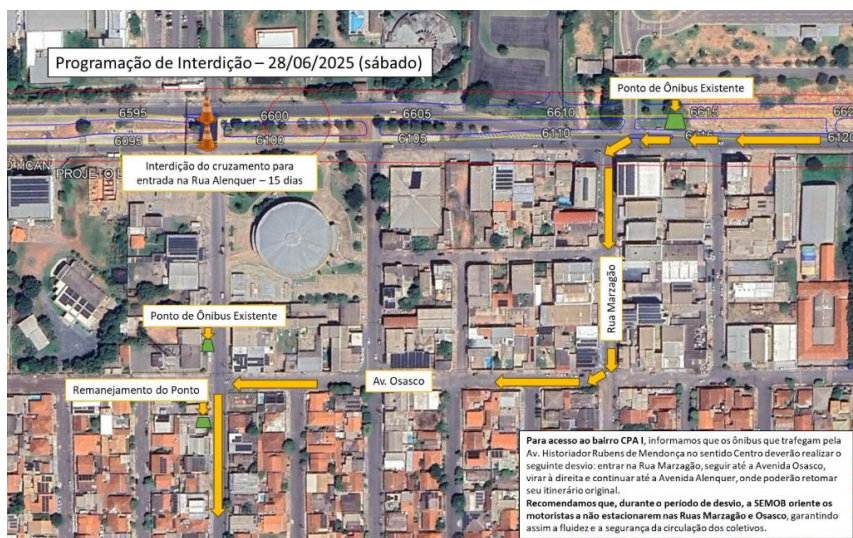 Programação de Interdição – 28/06/2025 (sábado)
Ponto de Ônibus Existente
6595
6600
6605
6610
6615
6095
6100
6105
6110
6120
Interdição do cruzamento para
entrada na Rua Alenquer – 15 dias
Rua Marzagão
Ponto de Ônibus Existente
Av. Osasco
Remanejamento do Ponto
Para acesso ao bairro CPA I, informamos que os ônibus que trafegam pela
Av. Historiador Rubens de Mendonça no sentido Centro deverão realizar o
seguinte desvio: entrar na Rua Marzagão, seguir até a Avenida Osasco,
virar à direita e continuar até a Avenida Alenquer, onde poderão retomar
seu itinerário original.
Recomendamos que, durante o período de desvio, a SEMOB oriente os
motoristas a não estacionarem nas Ruas Marzagão e Osasco, garantindo
assim a fluidez e a segurança da circulação dos coletivos.